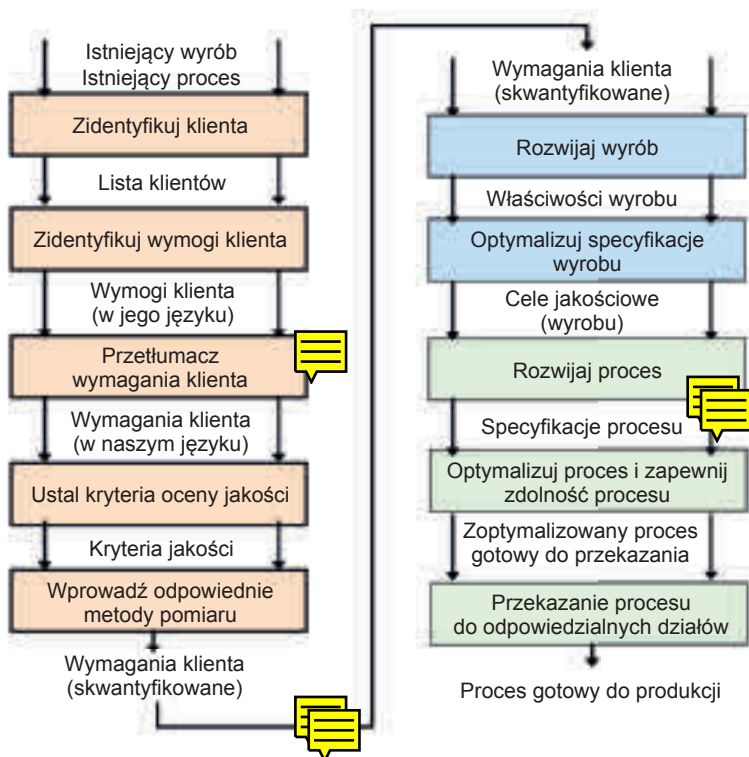 Istniejący wyrób
Istniejący proces
Zidentyfikuj klienta
Lista klientów
Zidentyfikuj wymogi klienta
Wymogi klienta
(w jego języku)
Przetłumacz
wymagania klienta
Wymagania klienta
(w naszym języku)
Ustal kryteria oceny jakości
Kryteria jakości
Wprowadź odpowiednie
metody pomiaru
Wymagania klienta
(skwantyfikowane)
Wymagania klienta
(skwantyfikowane)
Rozwijaj wyrób
Właściwości wyrobu
Optymalizuj specyfikacje
wyrobu
Cele jakościowe
(wyrobu)
Rozwijaj proces
Specyfikacje procesu
Optymalizuj proces i zapewnij
zdolność procesu
Zoptymalizowany proces
gotowy do przekazania
Przekazanie procesu
do odpowiedzialnych działów
Proces gotowy do produkcji